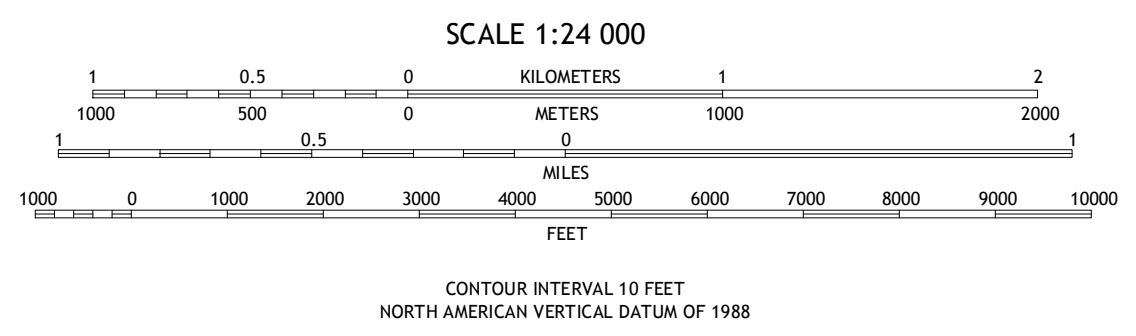 SCALE 1:24 000
1 0.5 0 KILOMETERS 1 2
1000 500 0 METERS 1000 2000
1 0.5 0 1
MILES
1000 0 1000 2000 3000 4000 5000 6000 7000 8000 9000 10000
FEET
CONTOUR INTERVAL 10 FEET
NORTH AMERICAN VERTICAL DATUM OF 1988